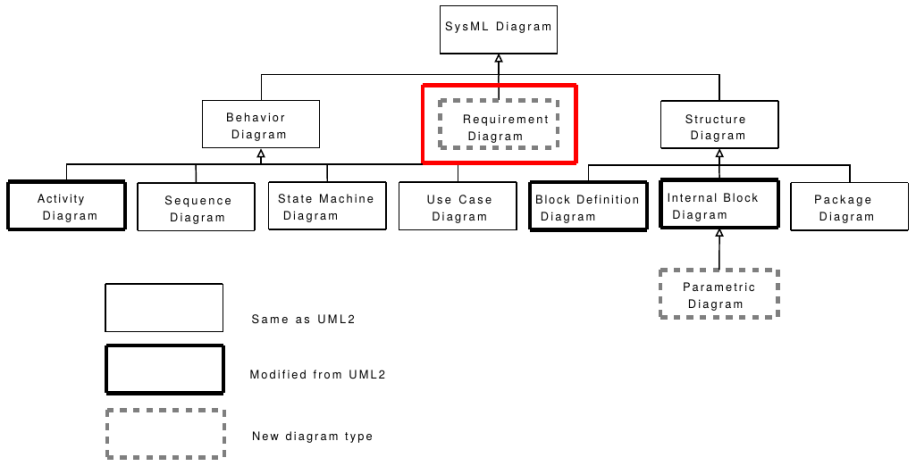 SysML Diagram
Behavior
Diagram
Requirement
Diagram
Structure
Diagram
Activity
Diagram
Sequence
Diagram
State Machine
Diagram
Use Case
Diagram
Block Definition
Diagram
Internal Block
Diagram
Package
Diagram
Parametric
Diagram
Same as UML2
Modified from UML2
New diagram type